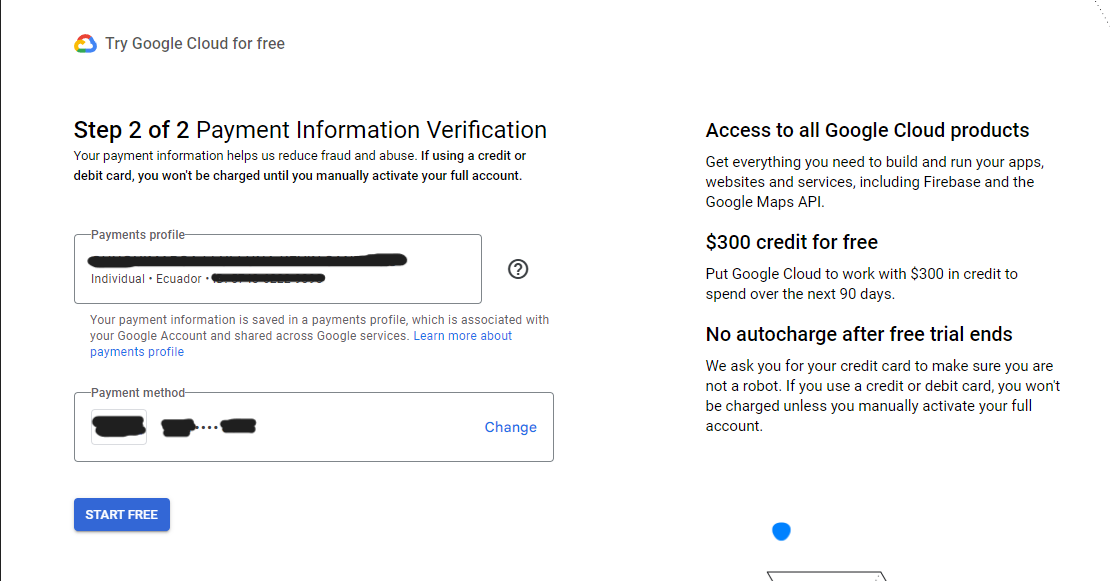 Try Google Cloud for free
Step 2 of 2 Payment Information Verification
Your payment information helps us reduce fraud and abuse. If using a credit or
debit card, you won't be charged until you manually activate your full account.
Payments profile
Individual • Ecuador •
Your payment information is saved in a payments profile, which is associated with
your Google Account and shared across Google services. Learn more about
payments profile
Payment method
••••
Change
START FREE
Access to all Google Cloud products
Get everything you need to build and run your apps,
websites and services, including Firebase and the
Google Maps API.
$300 credit for free
Put Google Cloud to work with $300 in credit to
spend over the next 90 days.
No autocharge after free trial ends
We ask you for your credit card to make sure you are
not a robot. If you use a credit or debit card, you won't
be charged unless you manually activate your full
account.